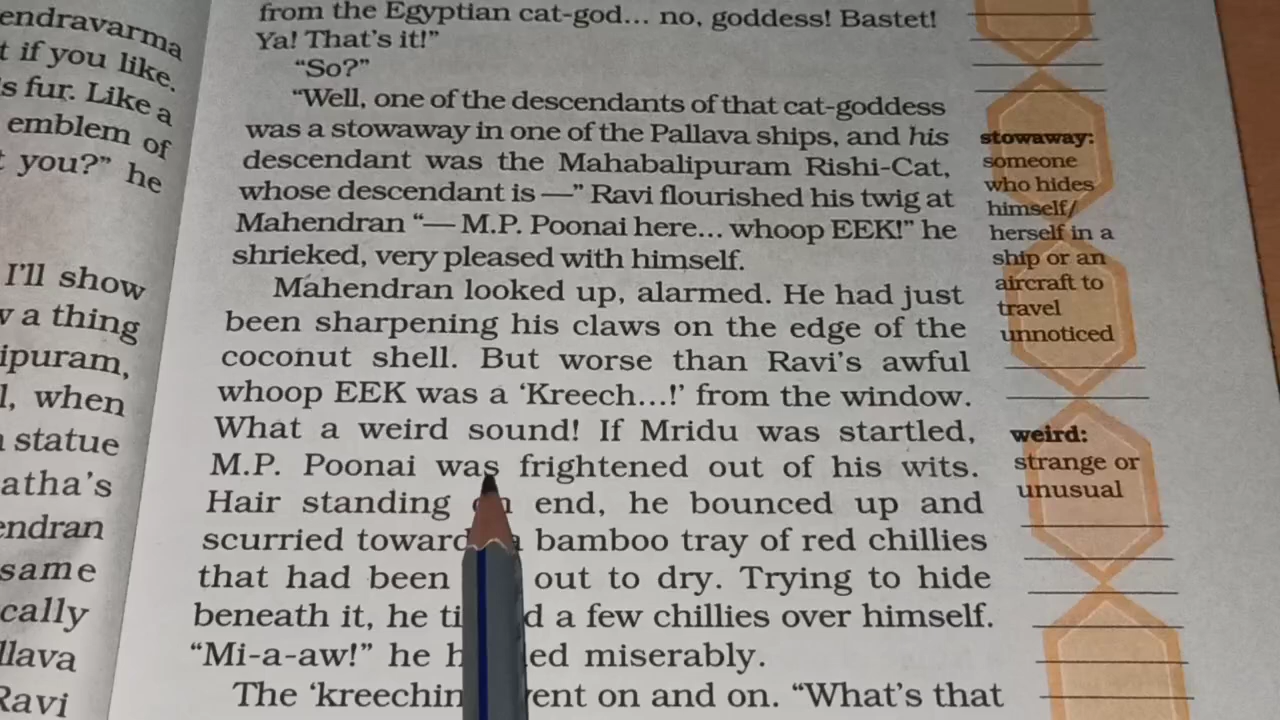 endravarma
t if you like.
s fur. Like a
emblem of
t you?” he
I'll show
v a thing
ipuram,
l, when
statue
atha’s
endran
same
cally
llava
Ravi
from the Egyptian cat-god... no, goddess! Bastet!
Ya! That’s it!”
“So?”
“Well, one of the descendants of that cat-goddess
was a stowaway in one of the Pallava ships, and his
descendant was the Mahabalipuram Rishi-Cat,
whose descendant is —” Ravi flourished his twig at
Mahendran “— M.P. Poonai here... whoop EEK!” he
shrieked, very pleased with himself.
Mahendran looked up, alarmed. He had just
been sharpening his claws on the edge of the
coconut shell. But worse than Ravi’s awful
whoop EEK was a ‘Kreech...!’ from the window.
What a weird sound! If Mridu was startled,
M.P. Poonai was frightened out of his wits.
Hair standing end, he bounced up and
scurried toward bamboo tray of red chillies
that had been out to dry. Trying to hide
beneath it, he a few chillies over himself.
“Mi-a-aw!” he miserably.
The ‘kreechin on and on. “What’s that
stowaway:
someone
who hides
himself/
herself in a
ship or an
aircraft to
travel
unnoticed
weird:
strange or
unusual